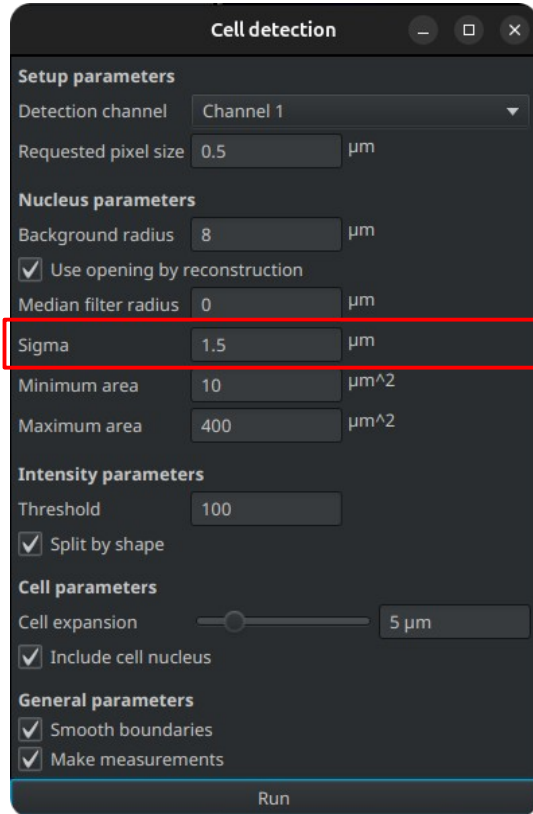 Cell detection
Setup parameters
Detection channel Channel 1
Requested pixel size 0.5 µm
Nucleus parameters
Background radius 8 µm
Use opening by reconstruction
Median filter radius 0 µm
Sigma 1.5 µm
Minimum area 10 µm^2
Maximum area 400 µm^2
Intensity parameters
Threshold 100
Split by shape
Cell parameters
Cell expansion 5 µm
Include cell nucleus
General parameters
Smooth boundaries
Make measurements
Run